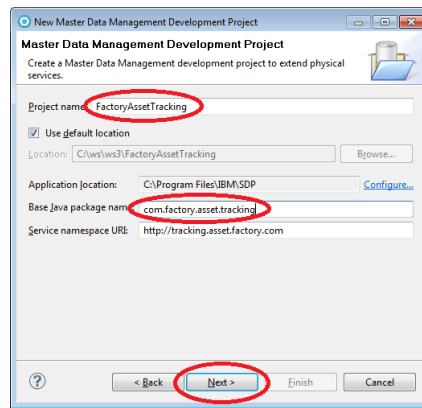 New Master Data Management Development Project
Master Data Management Development Project
Create a Master Data Management development project to extend physical
services.
Project name: FactoryAssetTracking
Use default location
Location: C:\ws\ws3\FactoryAssetTracking Browse...
Application location: C:\Program Files\IBM\SDP Configure...
Base Java package name: com.factory.asset.tracking
Service namespace URI: http://tracking.asset.factory.com
? < Back Next > Finish Cancel